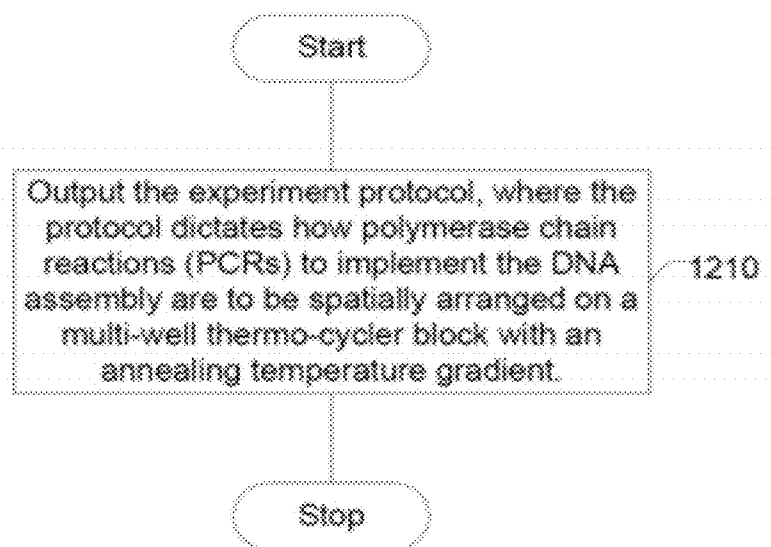 Start
Output the experiment protocol, where the
protocol dictates how polymerase chain
reactions (PCRs) to implement the DNA
assembly are to be spatially arranged on a
multi-well thermo-cycler block with an
annealing temperature gradient.
1210
Stop